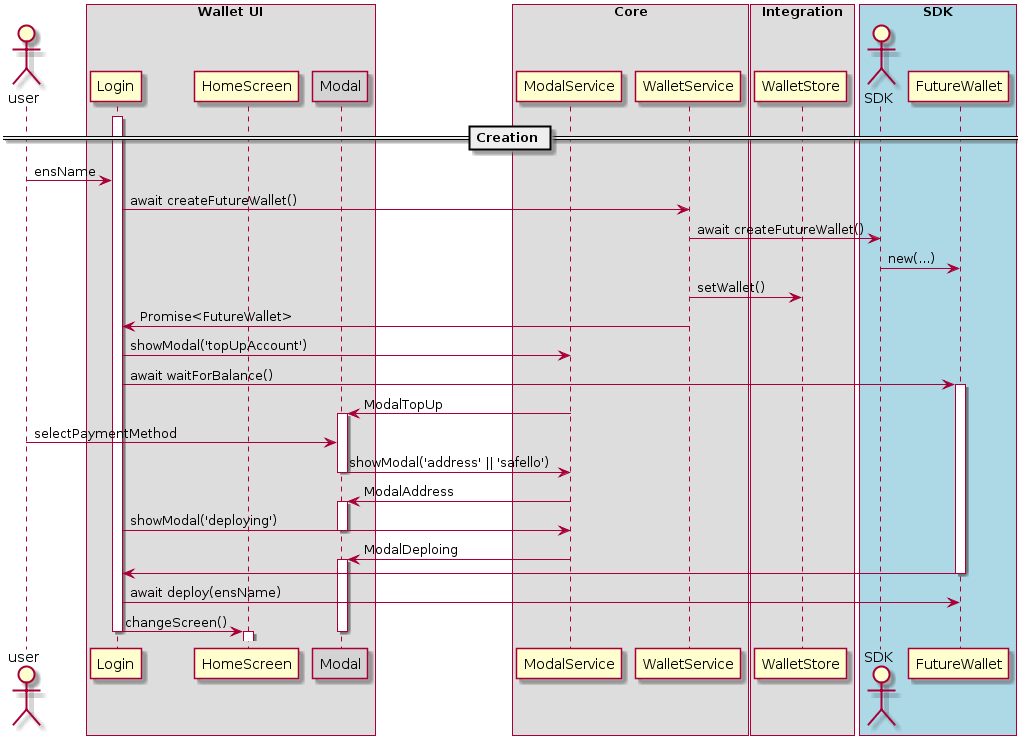 Wallet UI
Core
Integration
SDK
user
Login
HomeScreen
Modal
ModalService
WalletService
WalletStore
SDK
FutureWallet
Creation
ensName
await createFutureWallet()
await createFutureWallet()
new(...)
setWallet()
Promise<FutureWallet>
showModal('topUpAccount')
await waitForBalance()
ModalTopUp
selectPaymentMethod
showModal('address' || 'safello')
ModalAddress
showModal('deploying')
ModalDeploing
await deploy(ensName)
changeScreen()
user
Login
HomeScreen
Modal
ModalService
WalletService
WalletStore
SDK
FutureWallet